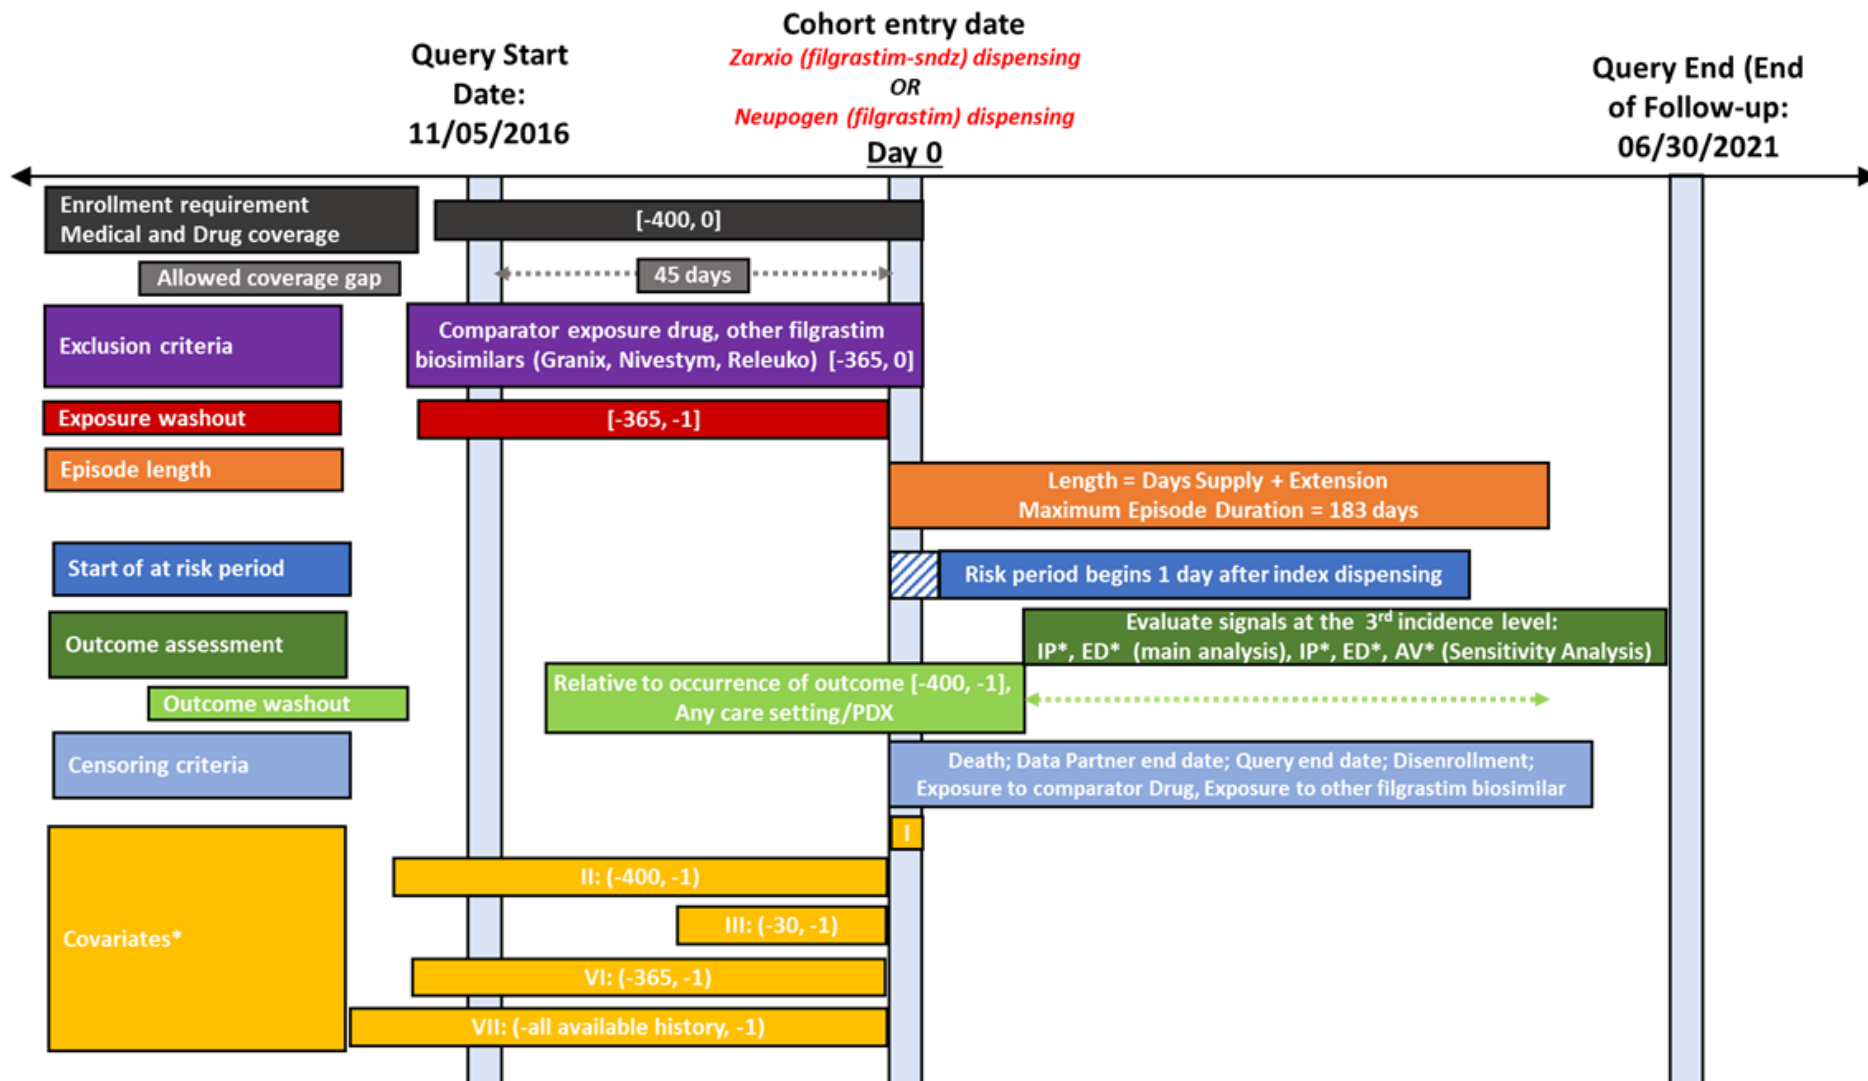 Cohort entry date
Zarxio (filgrastim-sndz) dispensing
OR
Neupogen (filgrastim) dispensing
Day 0
Query Start
Date:
11/05/2016
Query End (End
of Follow-up:
06/30/2021
Enrollment requirement
Medical and Drug coverage
[-400, 0]
Allowed coverage gap
45 days
Exclusion criteria
Comparator exposure drug, other filgrastim
biosimilars (Granix, Nivestym, Releuko) [-365, 0]
Exposure washout
[-365, -1]
Episode length
Length = Days Supply + Extension
Maximum Episode Duration = 183 days
Start of at risk period
Risk period begins 1 day after index dispensing
Outcome assessment
Evaluate signals at the 3rd incidence level:
IP*, ED* (main analysis), IP*, ED*, AV* (Sensitivity Analysis)
Outcome washout
Relative to occurrence of outcome [-400, -1],
Any care setting/PDX
Censoring criteria
Death; Data Partner end date; Query end date; Disenrollment;
Exposure to comparator Drug, Exposure to other filgrastim biosimilar
Covariates*
I
II: (-400, -1)
III: (-30, -1)
VI: (-365, -1)
VII: (-all available history, -1)